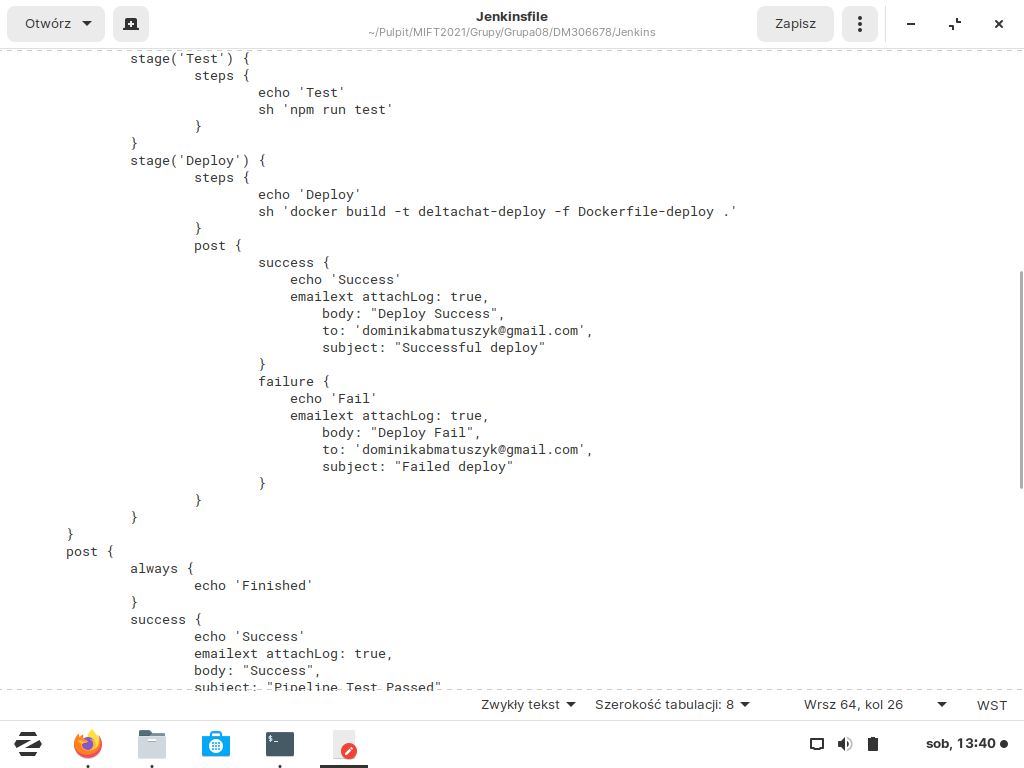 Otwórz
Jenkinsfile
~/Pulpit/MIFT2021/Grupy/Grupa08/DM306678/Jenkins
Zapisz
stage('Test') {
steps {
echo 'Test'
sh 'npm run test'
}
}
stage('Deploy') {
steps {
echo 'Deploy'
sh 'docker build -t deltachat-deploy -f Dockerfile-deploy .'
}
post {
success {
echo 'Success'
emailext attachLog: true,
body: "Deploy Success",
to: 'dominikabmatuszyk@gmail.com',
subject: "Successful deploy"
}
failure {
echo 'Fail'
emailext attachLog: true,
body: "Deploy Fail",
to: 'dominikabmatuszyk@gmail.com',
subject: "Failed deploy"
}
}
}
}
post {
always {
echo 'Finished'
}
success {
echo 'Success'
emailext attachLog: true,
body: "Success",
subject: "Pipeline Test Passed"
Zwykły tekst Szerokość tabulacji: 8 Wrsz 64, kol 26 WST
$-
sob, 13:40